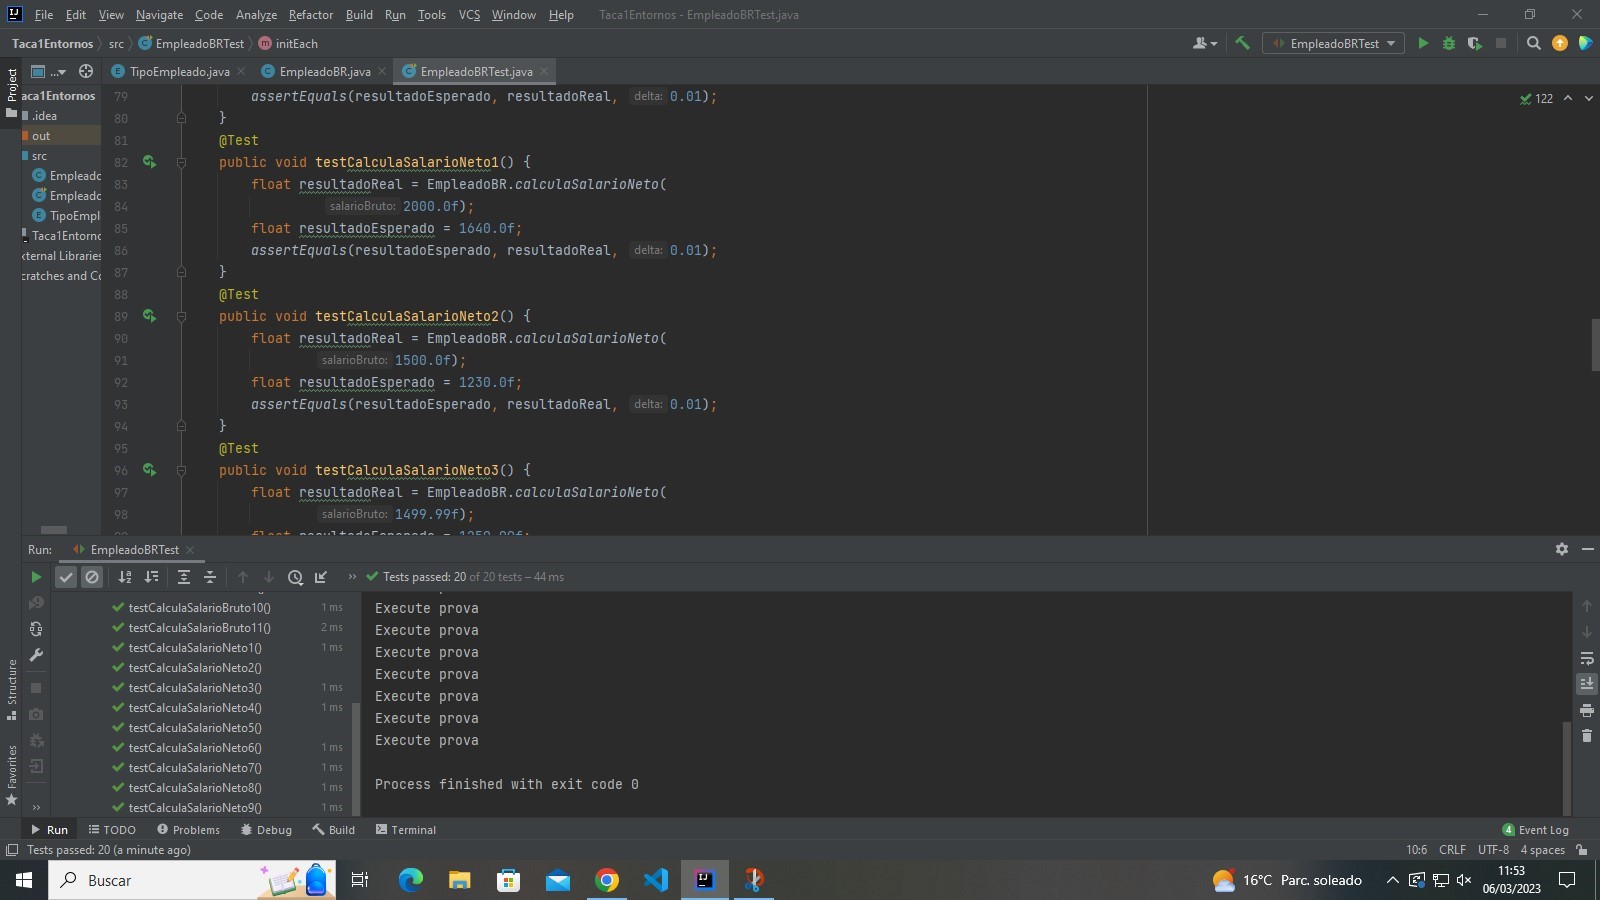 File Edit View Navigate Code Analyze Refactor Build Run Tools VCS Window Help Taca1Entornos - EmpleadoBRTest.java
Taca1Entornos src EmpleadoBRTest initEach EmpleadoBRTest
... TipoEmpleado.java EmpleadoBR.java EmpleadoBRTest.java
Project
aca1Entornos
.idea
out
src
Empleadc
Empleadc
TipoEmpl
Taca1Entornc
xternal Libraries
cratches and Cc
122
79 assertEquals(resultadoEsperado, resultadoReal, delta: 0.01);
80 }
81 @Test
82 public void testCalculaSalarioNeto1() {
83 float resultadoReal = EmpleadoBR.calculaSalarioNeto(
84 salarioBruto: 2000.0f);
85 float resultadoEsperado = 1640.0f;
86 assertEquals(resultadoEsperado, resultadoReal, delta: 0.01);
87 }
88 @Test
89 public void testCalculaSalarioNeto2() {
90 float resultadoReal = EmpleadoBR.calculaSalarioNeto(
91 salarioBruto: 1500.0f);
92 float resultadoEsperado = 1230.0f;
93 assertEquals(resultadoEsperado, resultadoReal, delta: 0.01);
94 }
95 @Test
96 public void testCalculaSalarioNeto3() {
97 float resultadoReal = EmpleadoBR.calculaSalarioNeto(
98 salarioBruto: 1499.99f);
Run: EmpleadoBRTest
Tests passed: 20 of 20 tests – 44 ms
testCalculaSalarioBruto10() 1 ms
testCalculaSalarioBruto11() 2 ms
testCalculaSalarioNeto1() 1 ms
testCalculaSalarioNeto2()
testCalculaSalarioNeto3() 1 ms
testCalculaSalarioNeto4() 1 ms
testCalculaSalarioNeto5()
testCalculaSalarioNeto6() 1 ms
testCalculaSalarioNeto7() 1 ms
testCalculaSalarioNeto8() 1 ms
testCalculaSalarioNeto9() 1 ms
Execute prova
Execute prova
Execute prova
Execute prova
Execute prova
Execute prova
Execute prova
Process finished with exit code 0
Structure
Favorites
Run TODO Problems Debug Build Terminal 4 Event Log
Tests passed: 20 (a minute ago) 10:6 CRLF UTF-8 4 spaces
Buscar 16°C Parc. soleado 11:53
06/03/2023